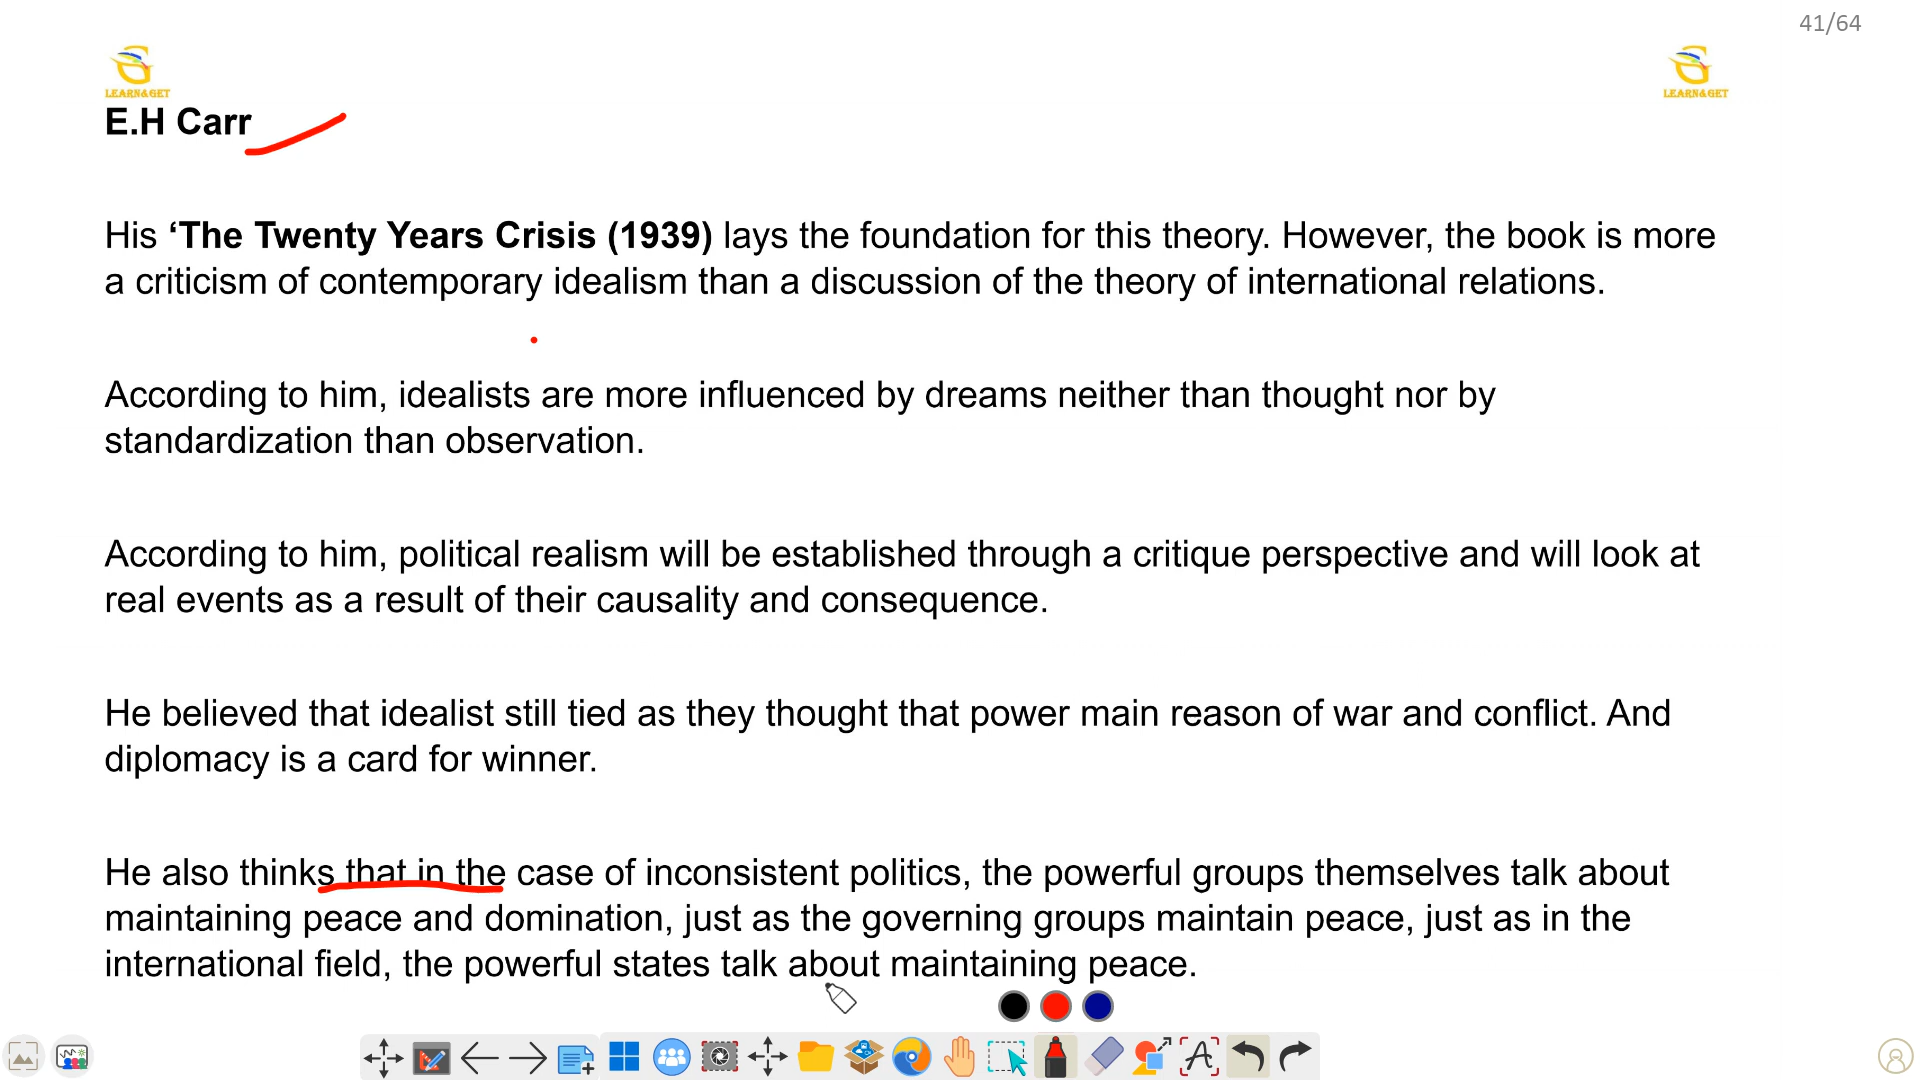 41/64
LEARN&GET
LEARN&GET
E.H Carr
His ‘The Twenty Years Crisis (1939) lays the foundation for this theory. However, the book is more
a criticism of contemporary idealism than a discussion of the theory of international relations.
According to him, idealists are more influenced by dreams neither than thought nor by
standardization than observation.
According to him, political realism will be established through a critique perspective and will look at
real events as a result of their causality and consequence.
He believed that idealist still tied as they thought that power main reason of war and conflict. And
diplomacy is a card for winner.
He also thinks that in the case of inconsistent politics, the powerful groups themselves talk about
maintaining peace and domination, just as the governing groups maintain peace, just as in the
international field, the powerful states talk about maintaining peace.